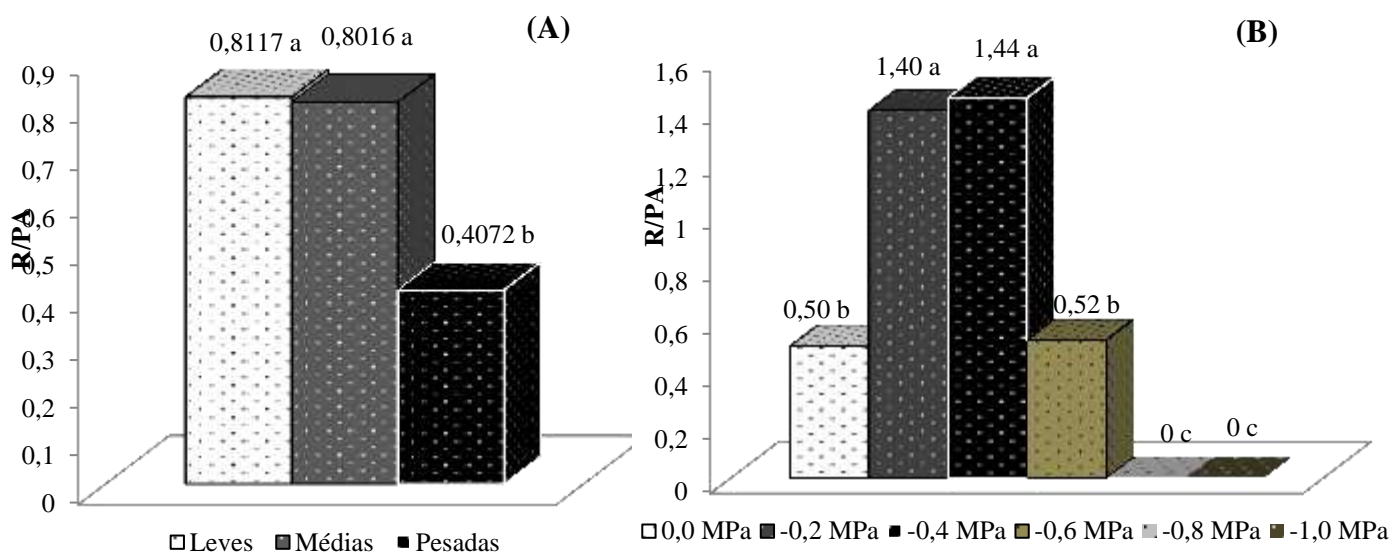 (A)
0,8117 a
0,8016 a
0,4072 b
R/PA
0,9
0,8
0,7
0,6
0,5
0,4
0,3
0,2
0,1
0
Leves
Médias
Pesadas
(B)
1,40 a
1,44 a
0,50 b
0,52 b
0 c
0 c
R/PA
1,6
1,4
1,2
1
0,8
0,6
0,4
0,2
0
0,0 MPa
-0,2 MPa
-0,4 MPa
-0,6 MPa
-0,8 MPa
-1,0 MPa